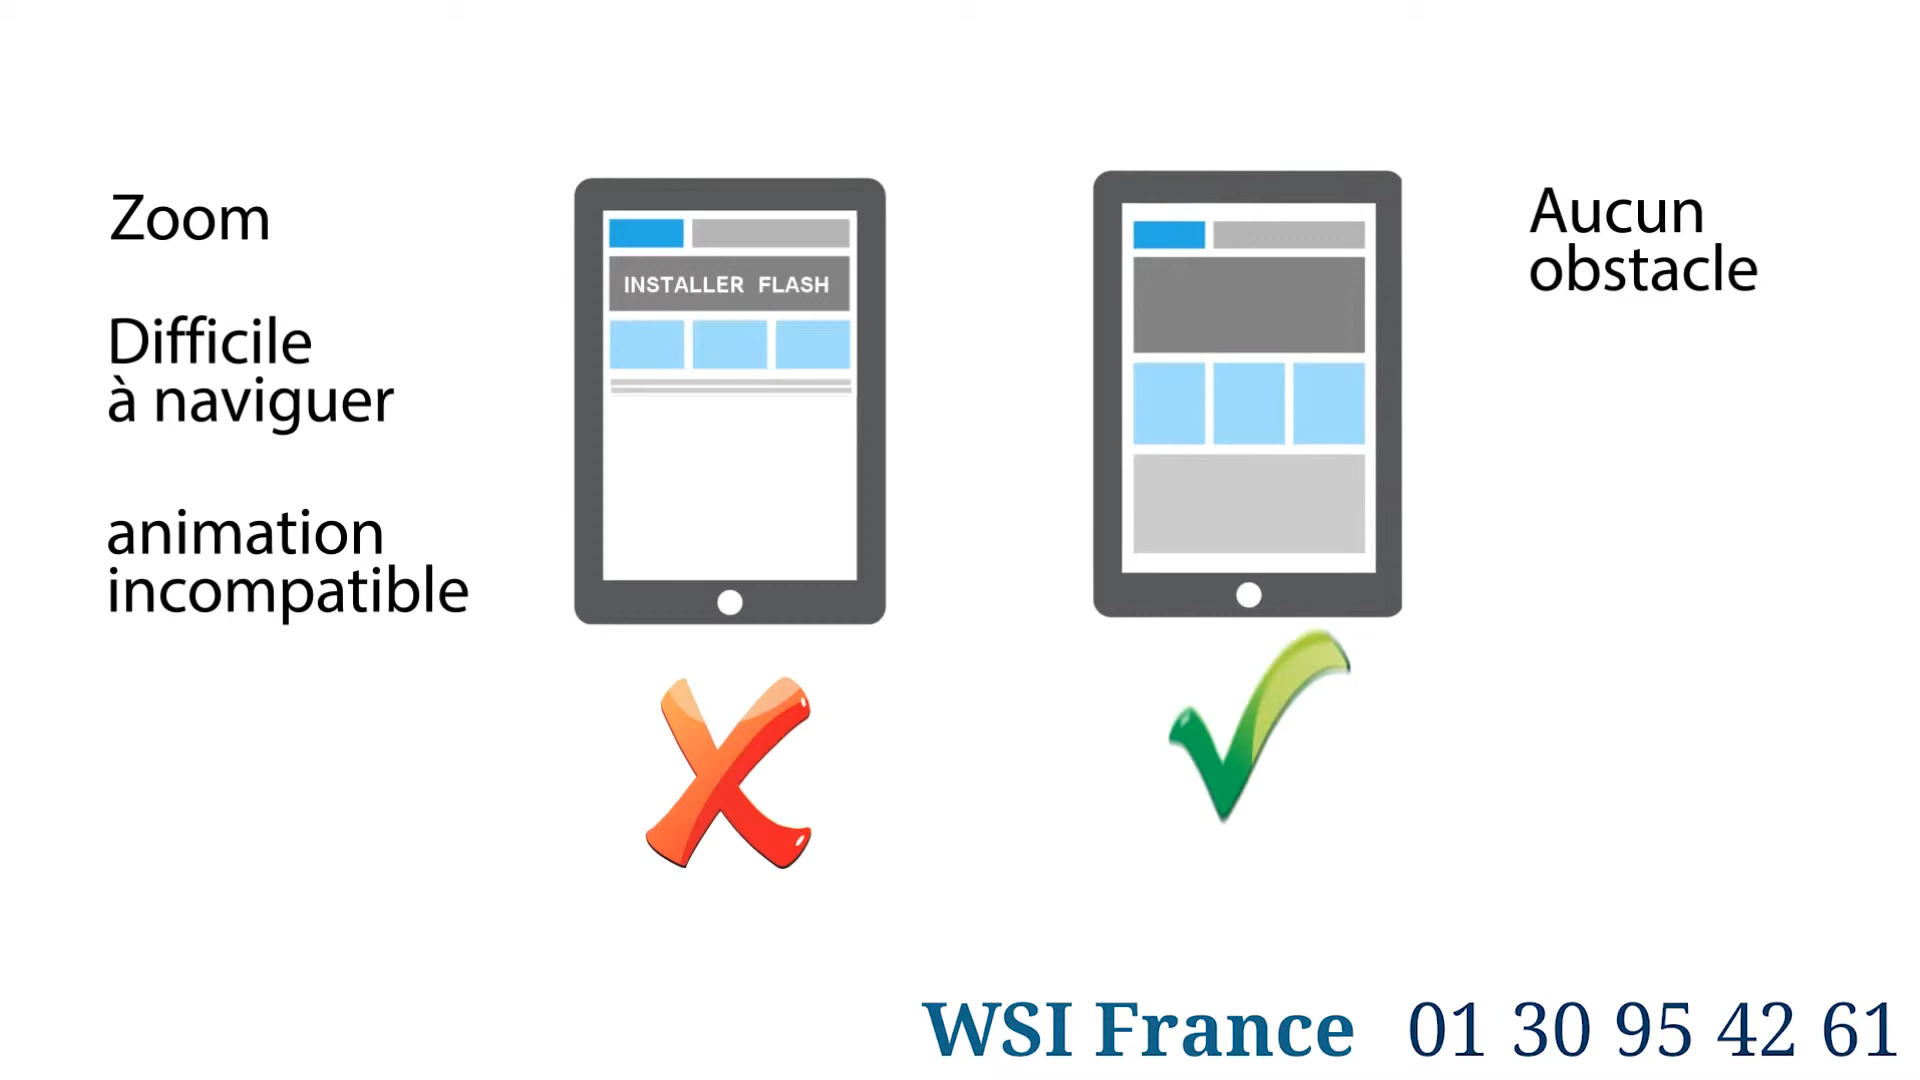 Zoom
Difficile
à naviguer
animation
incompatible
INSTALLER FLASH
Aucun
obstacle
WSI France 01 30 95 42 61